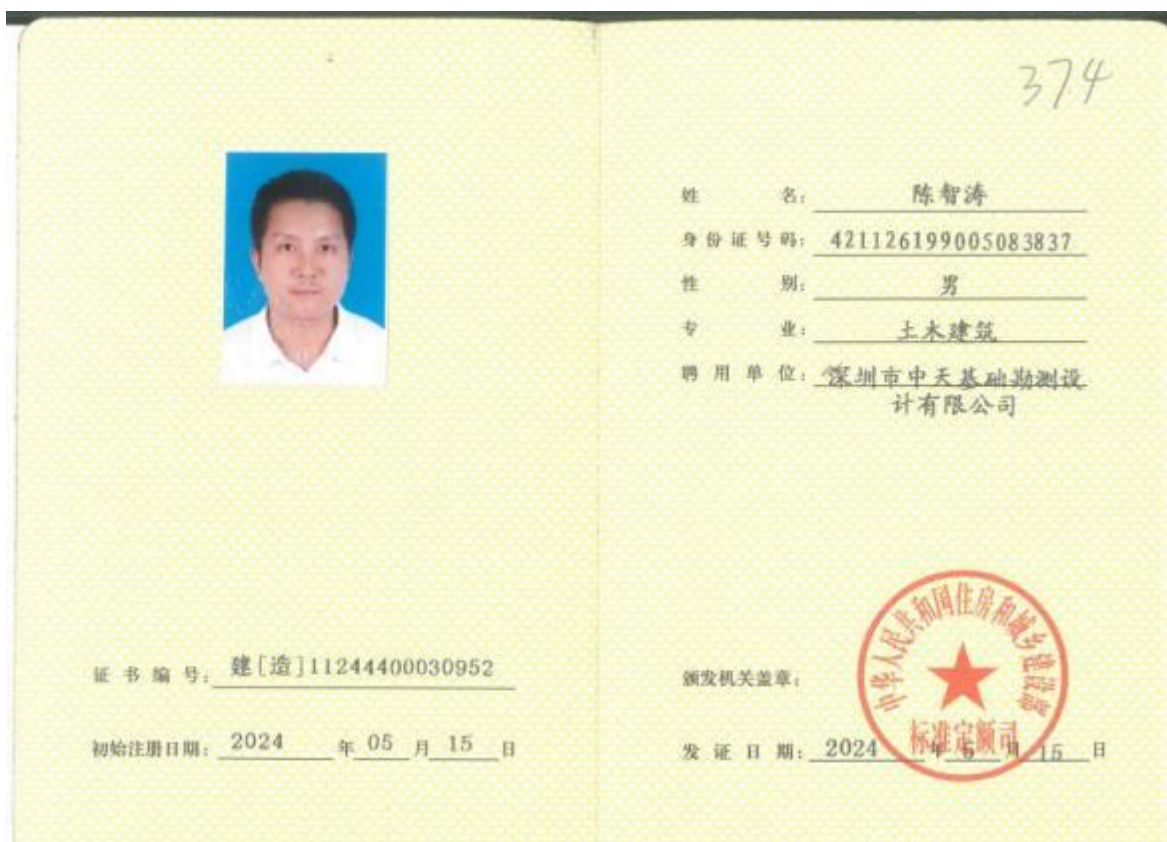 374
姓 名: 陈智涛
身份证号码: 421126199005083837
性 别: 男
专 业: 土木建筑
聘用单位: 深圳市中天基础勘测设
计有限公司
证书编号: 建[造]11244400030952
初始注册日期: 2024 年 05 月 15 日
颁发机关盖章:
中华人民共和国住房和城乡建设部
标准定额司
发证日期: 2024 年 5 月 15 日